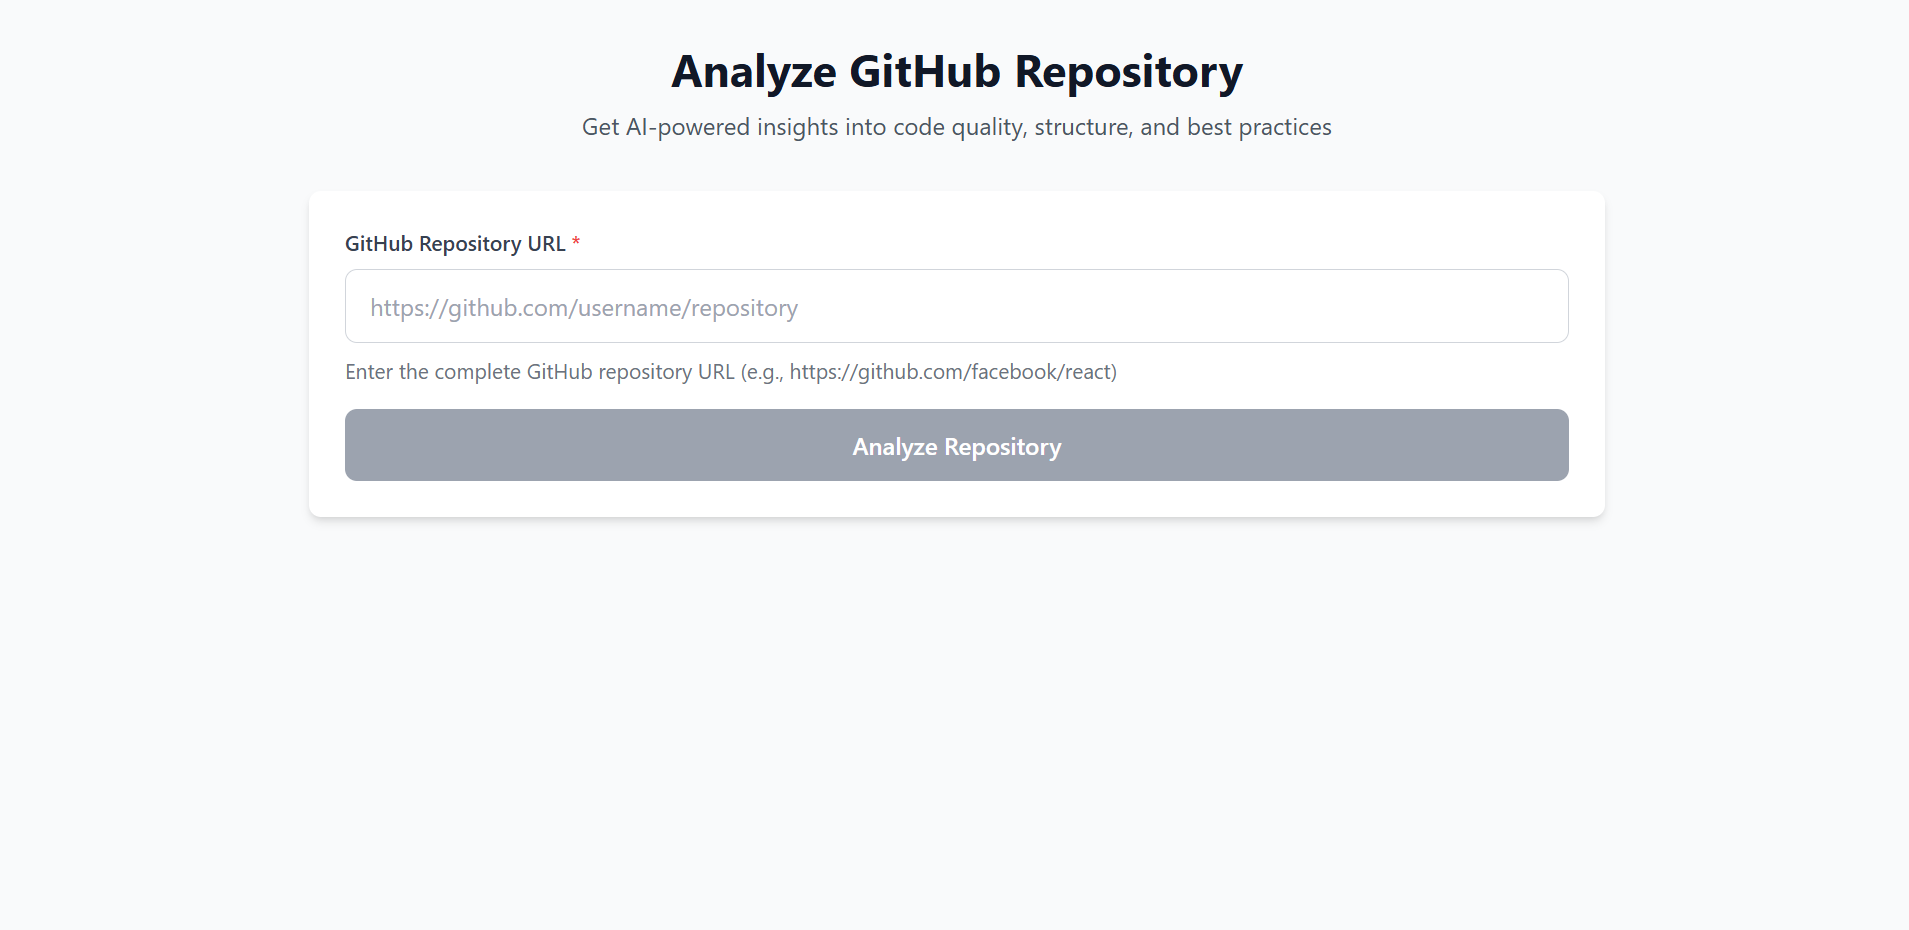 Analyze GitHub Repository
Get AI-powered insights into code quality, structure, and best practices
GitHub Repository URL *
https://github.com/username/repository
Enter the complete GitHub repository URL (e.g., https://github.com/facebook/react)
Analyze Repository